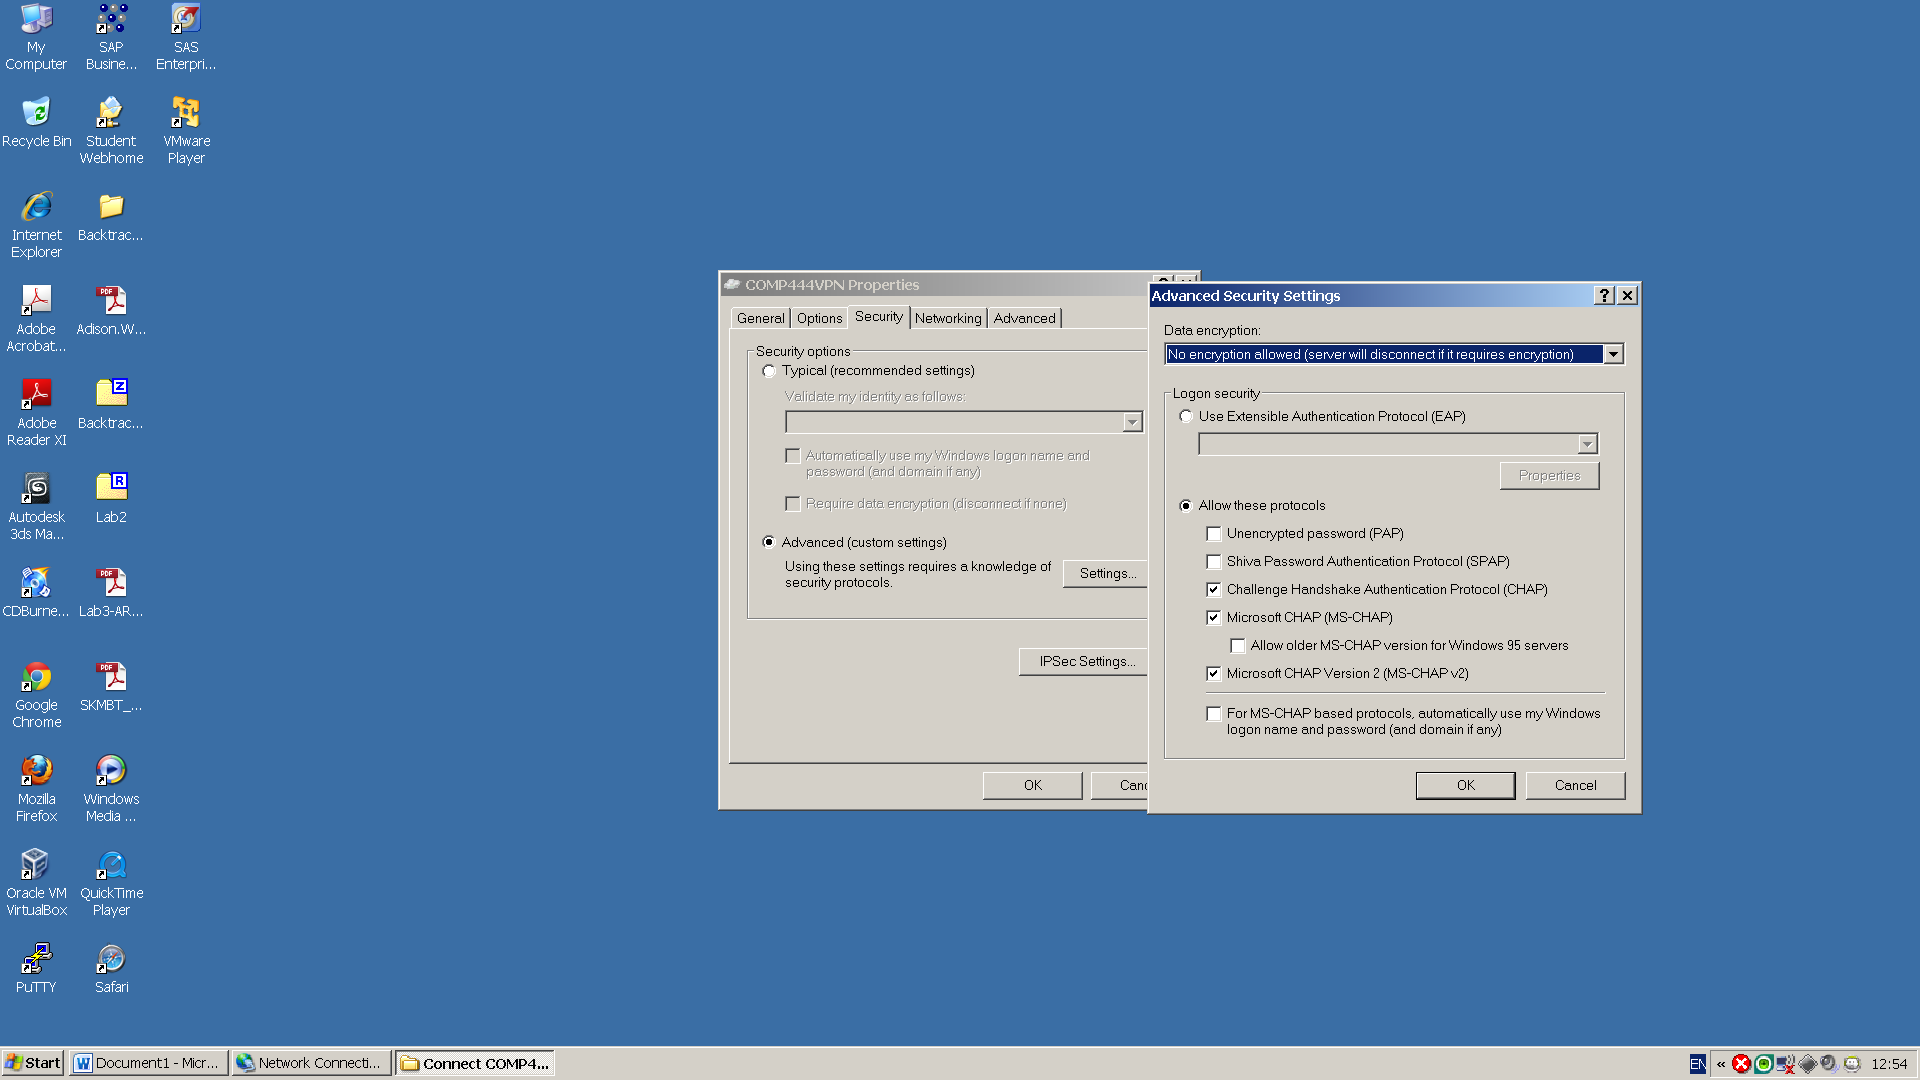 My
Computer
SAP
Busine...
SAS
Enterpri...
Recycle Bin
Student
Webhome
VMware
Player
Internet
Explorer
Backtrac...
Adobe
Acrobat...
Adison.W...
Adobe
Reader XI
Backtrac...
Autodesk
3ds Ma...
Lab2
CDBurne...
Lab3-AR...
Google
Chrome
SKMBT_...
Mozilla
Firefox
Windows
Media ...
Oracle VM
VirtualBox
QuickTime
Player
PuTTY
Safari
COMP444VPN Properties
General
Options
Security
Networking
Advanced
Security options
Typical (recommended settings)
Validate my identity as follows:
Automatically use my Windows logon name and
password (and domain if any)
Require data encryption (disconnect if none)
Advanced (custom settings)
Using these settings requires a knowledge of
security protocols.
Settings...
IPSec Settings...
OK
Canc
Advanced Security Settings
Data encryption:
No encryption allowed (server will disconnect if it requires encryption)
Logon security
Use Extensible Authentication Protocol (EAP)
Properties
Allow these protocols
Unencrypted password (PAP)
Shiva Password Authentication Protocol (SPAP)
Challenge Handshake Authentication Protocol (CHAP)
Microsoft CHAP (MS-CHAP)
Allow older MS-CHAP version for Windows 95 servers
Microsoft CHAP Version 2 (MS-CHAP v2)
For MS-CHAP based protocols, automatically use my Windows
logon name and password (and domain if any)
OK
Cancel
Start
Document1 - Micr...
Network Connecti...
Connect COMP4...
EN
«
12:54